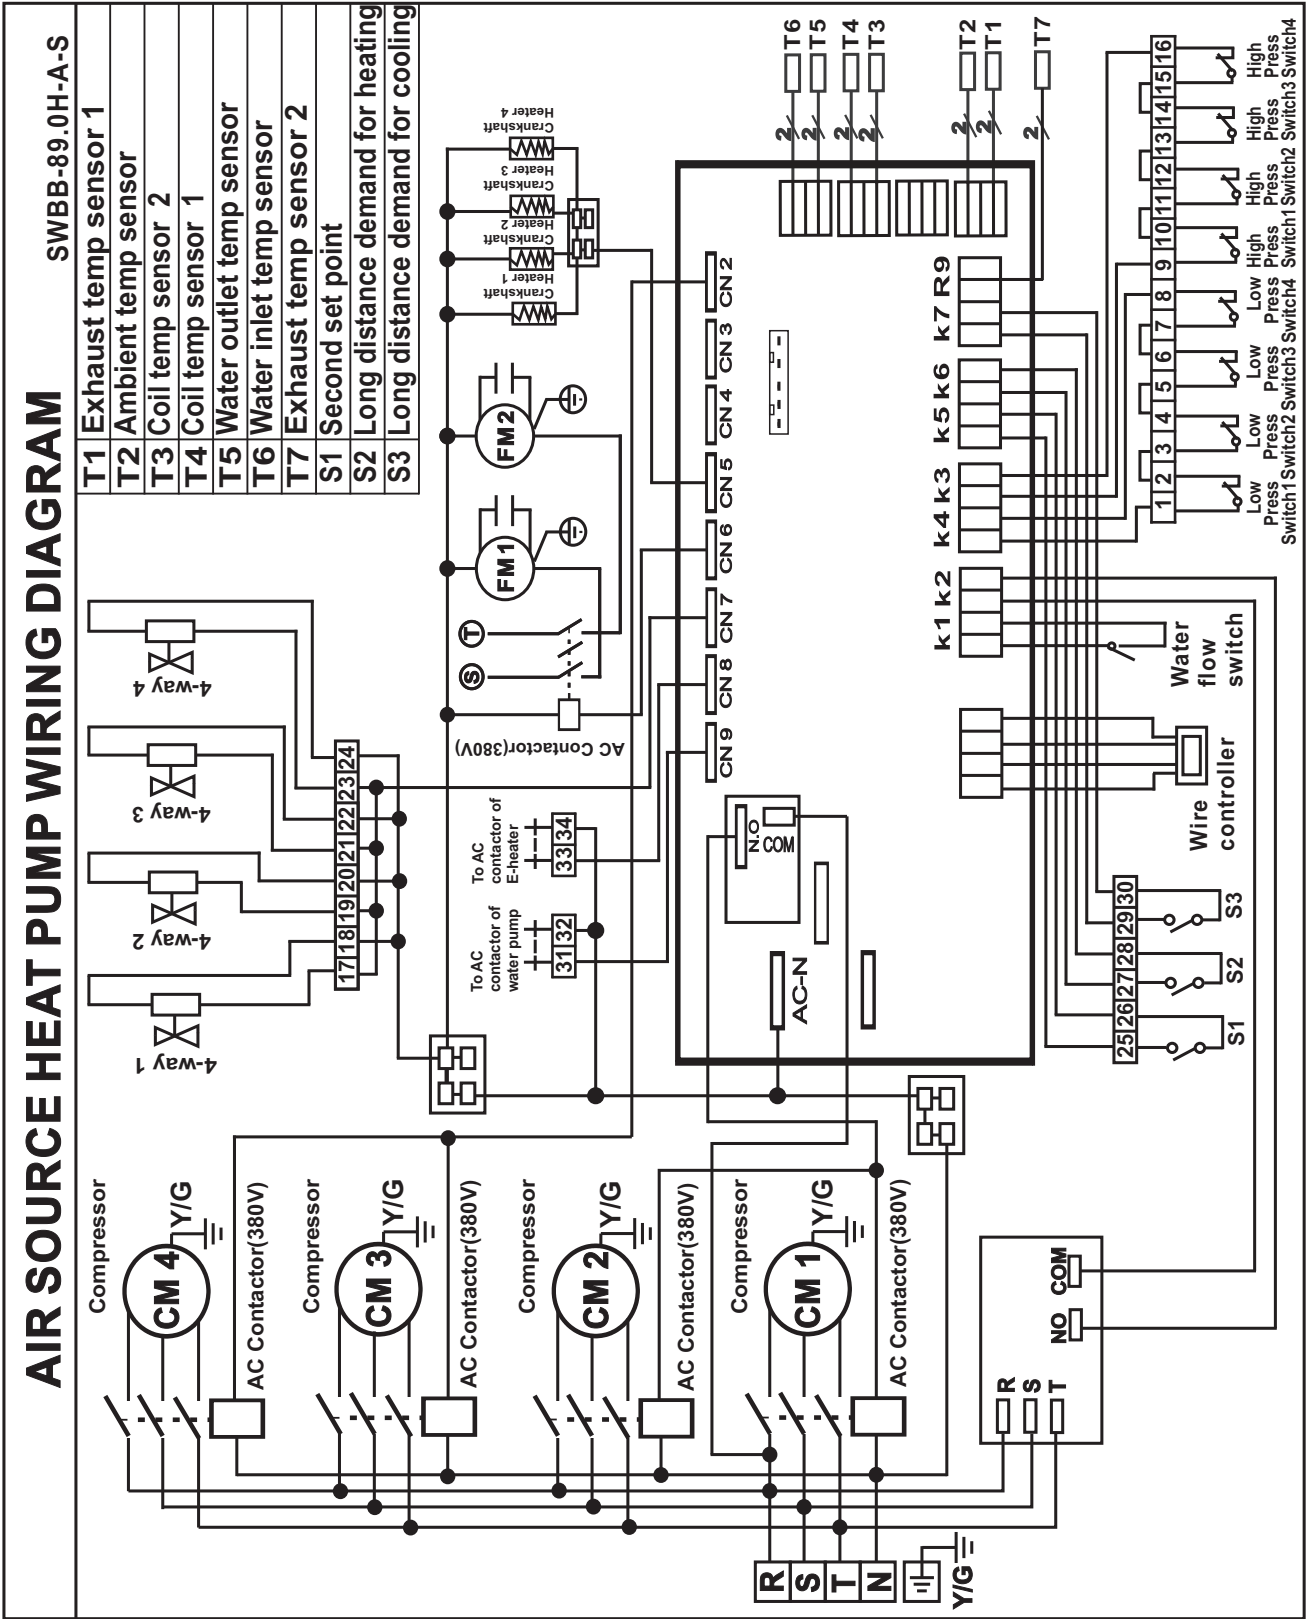 AIR SOURCE HEAT PUMP WIRING DIAGRAM
SWBB-89.0H-A-S
T1 Exhaust temp sensor 1
T2 Ambient temp sensor
T3 Coil temp sensor 2
T4 Coil temp sensor 1
T5 Water outlet temp sensor
T6 Water inlet temp sensor
T7 Exhaust temp sensor 2
S1 Second set point
S2 Long distance demand for heating
S3 Long distance demand for cooling
4-way 1
4-way 2
4-way 3
4-way 4
17 18 19 20 21 22 23 24
Crankshaft
Heater 1
Crankshaft
Heater 2
Crankshaft
Heater 3
Crankshaft
Heater 4
FM1
FM2
S
T
AC Contactor(380V)
To AC
contactor of
water pump
31 32
To AC
contactor of
E-heater
33 34
CN 9
CN 8
CN 7
CN 6
CN 5
CN 4
CN 3
CN 2
N.O
COM
AC-N
2 T6
2 T5
2 T4
2 T3
2 T2
2 T1
2 T7
k1 k2
k4 k3
k5 k6
k7 R9
Compressor
CM 4
Y/G
AC Contactor(380V)
Compressor
CM 3
Y/G
AC Contactor(380V)
Compressor
CM 2
Y/G
AC Contactor(380V)
Compressor
CM 1
Y/G
AC Contactor(380V)
R
S
T
N
Y/G
R
S
T
NO
COM
25 26 27 28 29 30
S1
S2
S3
Wire
controller
Water
flow
switch
1 2 3 4 5 6 7 8 9 10 11 12 13 14 15 16
Low
Press
Switch1
Low
Press
Switch2
Low
Press
Switch3
Low
Press
Switch4
High
Press
Switch1
High
Press
Switch2
High
Press
Switch3
High
Press
Switch4